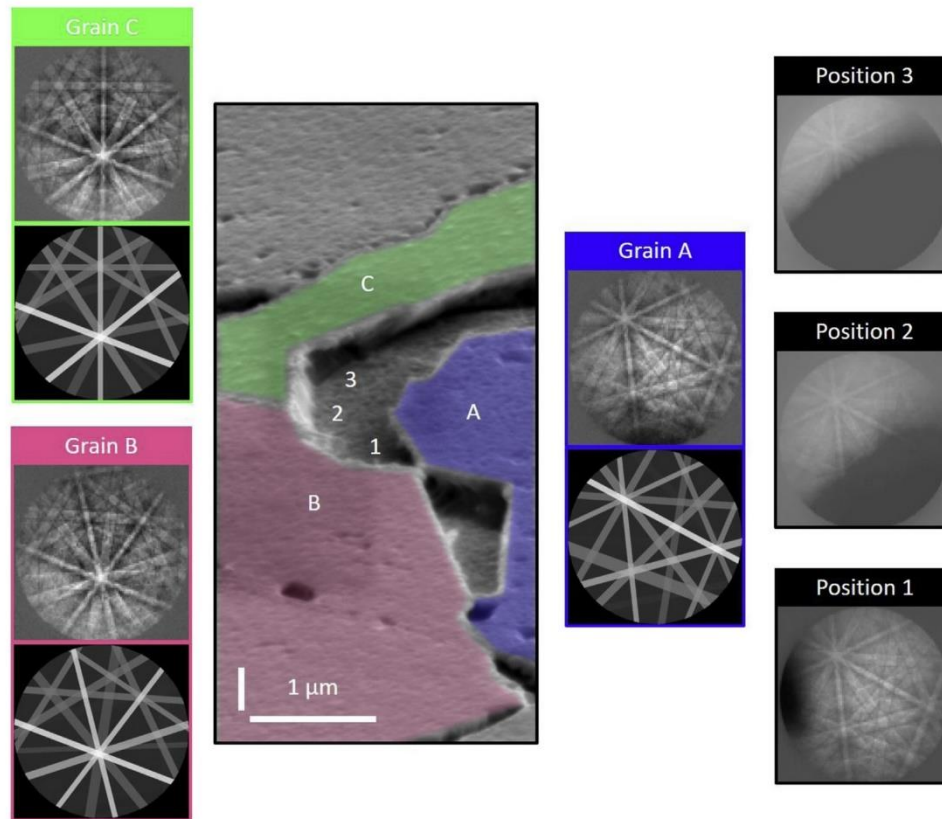 Grain C
Grain B
C
3
2
1
A
B
1 µm
Grain A
Position 3
Position 2
Position 1